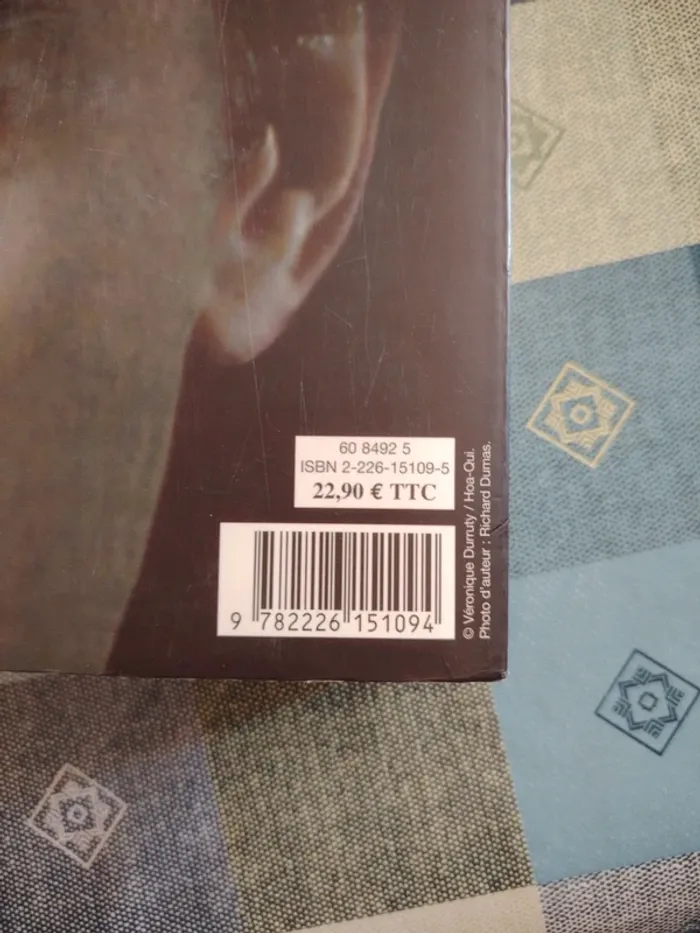 60 8492 5
ISBN 2-226-15109-5
22,90 € TTC
9 782226 151094
© Véronique Durruty / Hoa-Qui.
Photo d'auteur : Richard Dumas.